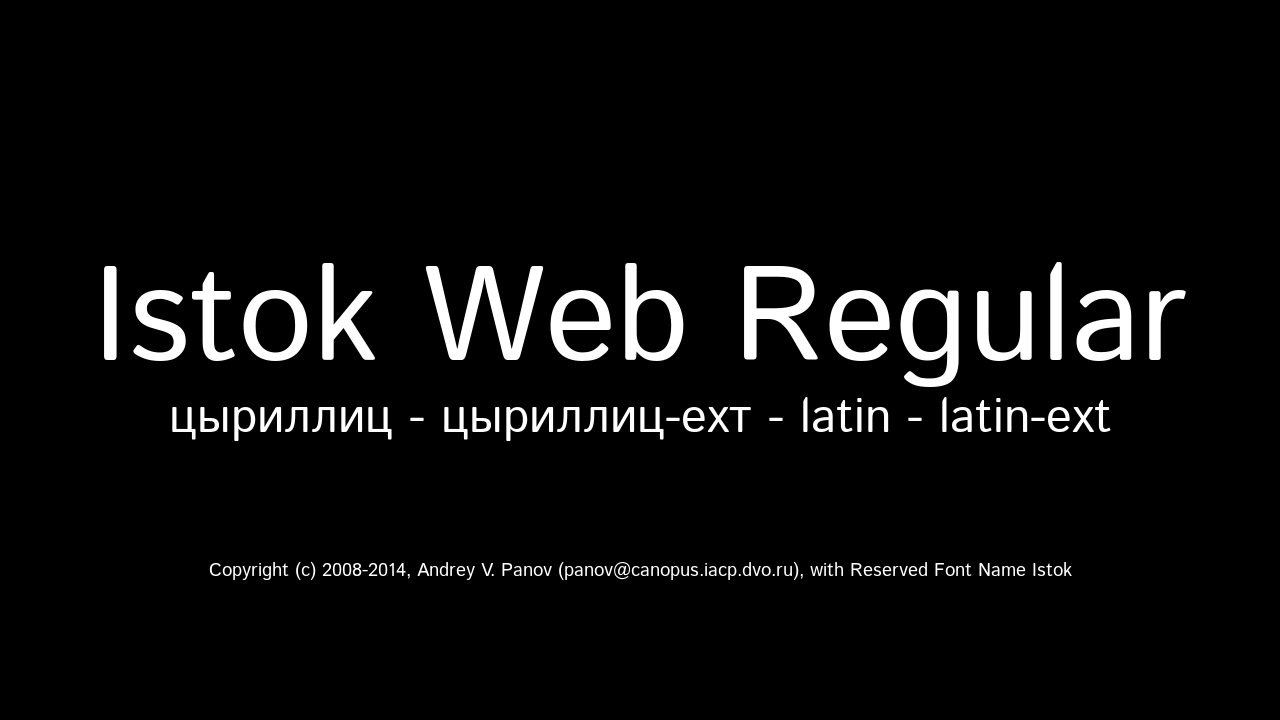 Istok Web Regular
цыриллиц - цыриллиц-ехт - latin - latin-ext
Copyright (c) 2008-2014, Andrey V. Panov (panov@canopus.iacp.dvo.ru), with Reserved Font Name Istok